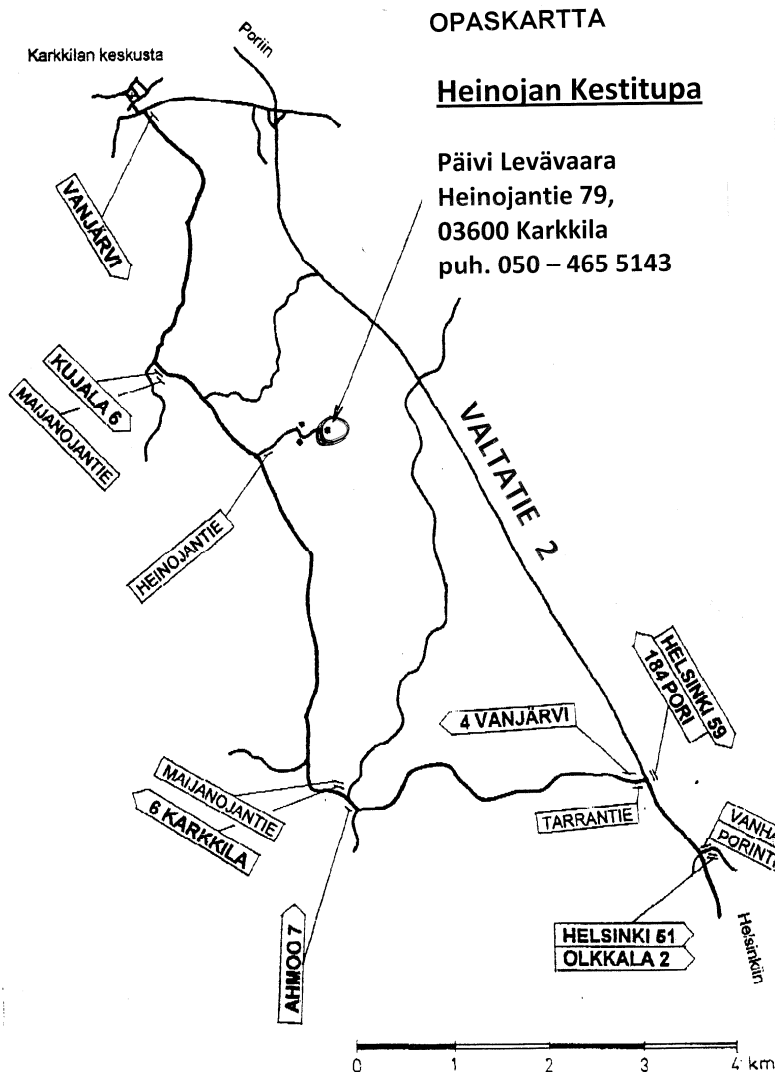 OPASKARTTA
Poriin
Karkkilan keskusta
Heinojan Kestitupa
Päivi Levävaara
Heinojantie 79,
03600 Karkkila
puh. 050 – 465 5143
VANJÄRVI
KUJALA 6
MAIJANOJANTIE
VALTATIE 2
HEINOJANTIE
HELSINKI 59
184 PORI
4 VANJÄRVI
MAIJANOJANTIE
6 KARKKILA
TARRANTIE
VANHA
PORINTI
AHMOO 7
HELSINKI 51
OLKKALA 2
Helsinkiin
0 1 2 3 4 km